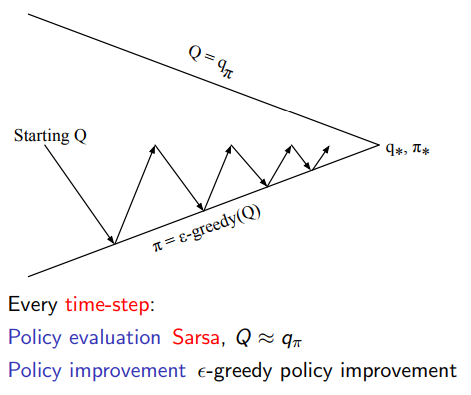 Q = qπ
Starting Q
q*, π*
π = ε-greedy(Q)
Every time-step:
Policy evaluation Sarsa, Q ≈ qπ
Policy improvement ϵ-greedy policy improvement